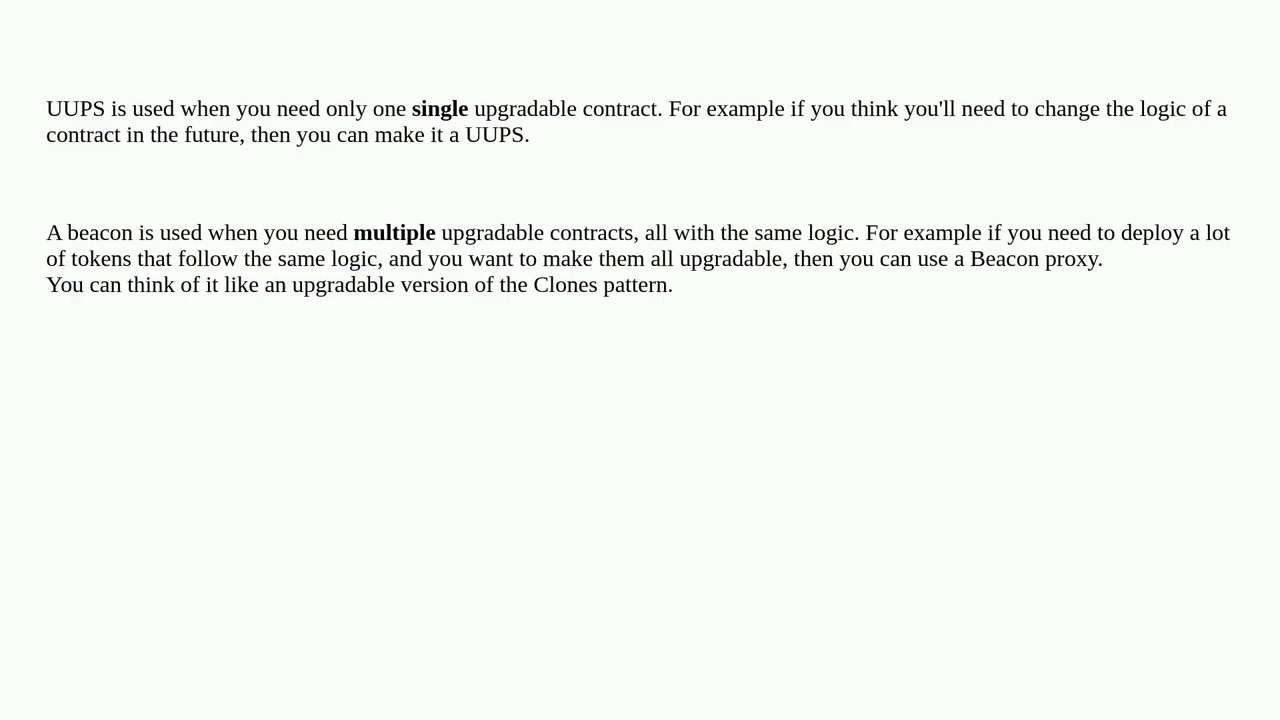 UUPS is used when you need only one single upgradable contract. For example if you think you'll need to change the logic of a
contract in the future, then you can make it a UUPS.
A beacon is used when you need multiple upgradable contracts, all with the same logic. For example if you need to deploy a lot
of tokens that follow the same logic, and you want to make them all upgradable, then you can use a Beacon proxy.
You can think of it like an upgradable version of the Clones pattern.